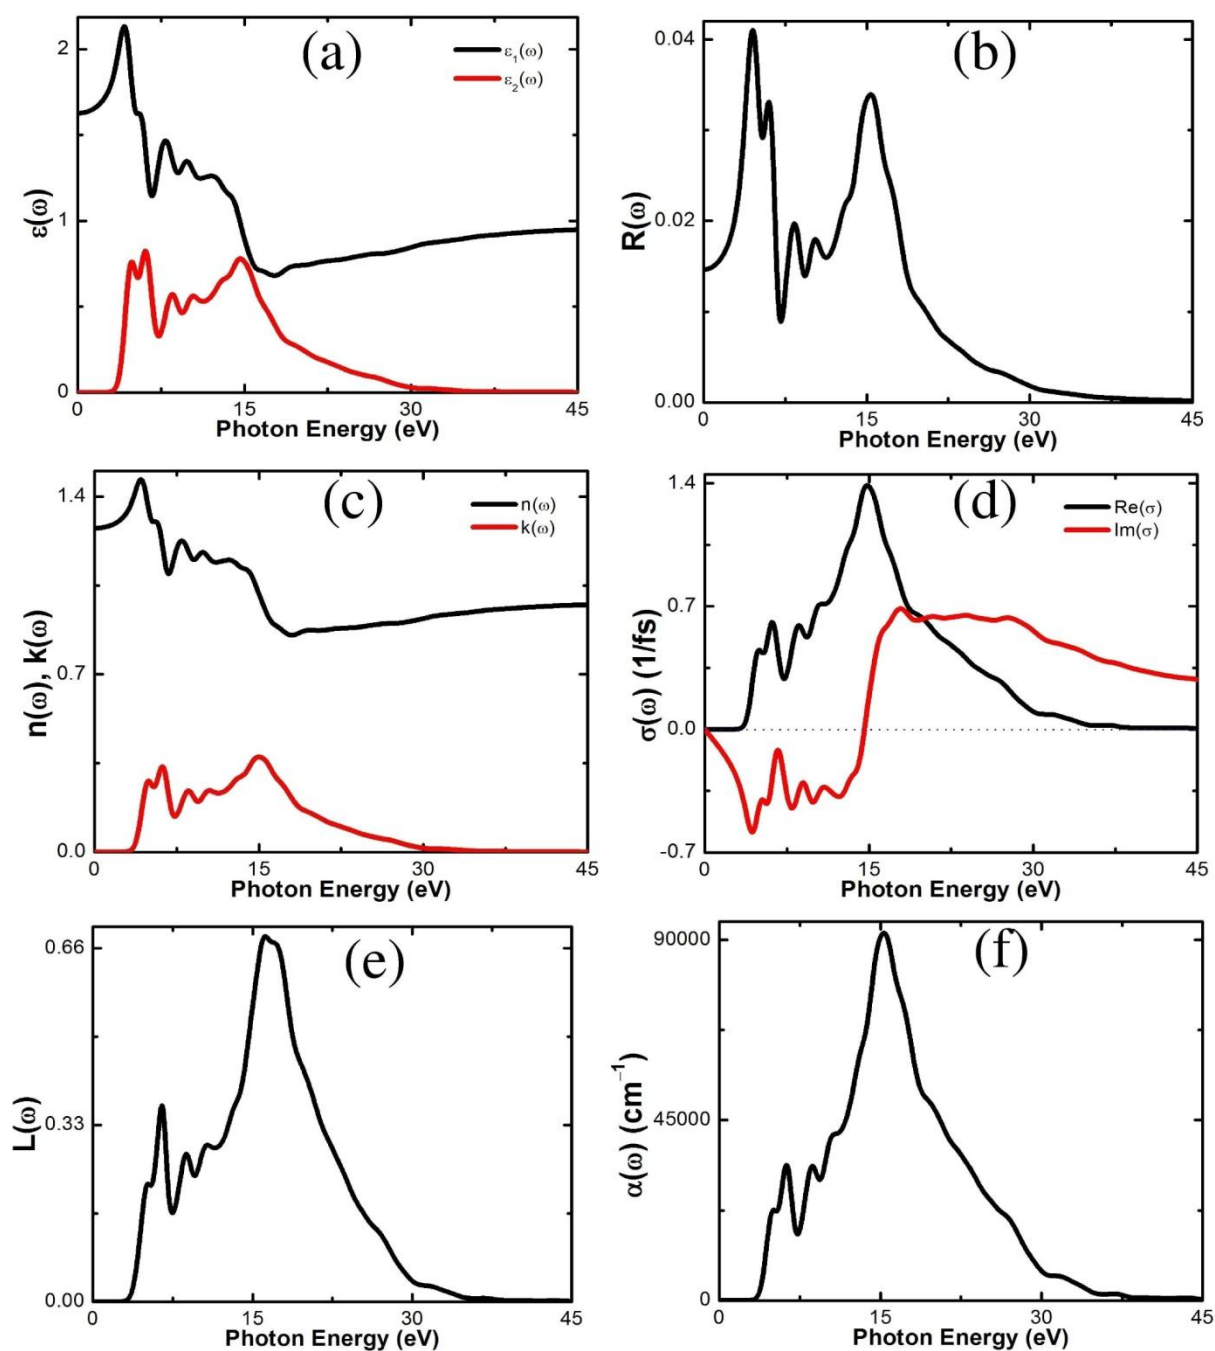 (a)
ε₁(ω)
ε₂(ω)
ε(ω)
2
1
0
0 15 30 45
Photon Energy (eV)
(b)
R(ω)
0.04
0.02
0.00
0 15 30 45
Photon Energy (eV)
(c)
n(ω)
k(ω)
n(ω), k(ω)
1.4
0.7
0.0
0 15 30 45
Photon Energy (eV)
(d)
Re(σ)
Im(σ)
σ(ω) (1/fs)
1.4
0.7
0.0
-0.7
0 15 30 45
Photon Energy (eV)
(e)
L(ω)
0.66
0.33
0.00
0 15 30 45
Photon Energy (eV)
(f)
α(ω) (cm⁻¹)
90000
45000
0
0 15 30 45
Photon Energy (eV)